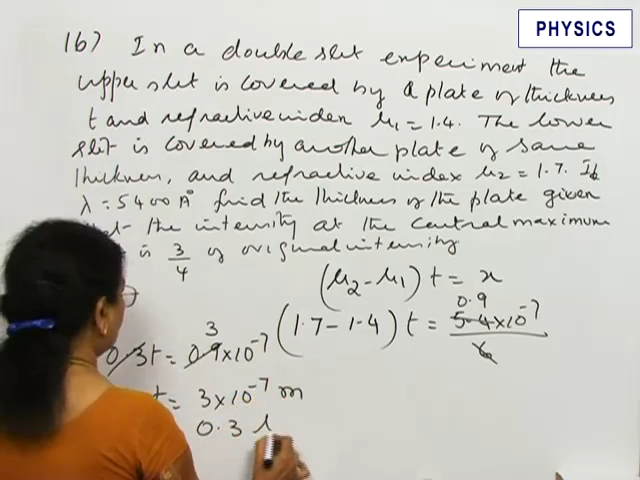 PHYSICS
16) In a double slit experiment the
upper slit is covered by a plate of thickness
t and refractive index μ₁ = 1.4. The lower
slit is covered by another plate of same
thickness, and refractive index μ₂ = 1.7. If
λ = 5400 A° find the thickness of the plate given
that the intensity at the central maximum
is 3/4 of original intensity
(μ₂ - μ₁) t = x
(1.7 - 1.4) t = 0.9 5.4 × 10⁻⁷ / 6
0.3t = 3 0.9 × 10⁻⁷
t = 3 × 10⁻⁷ m
0.3